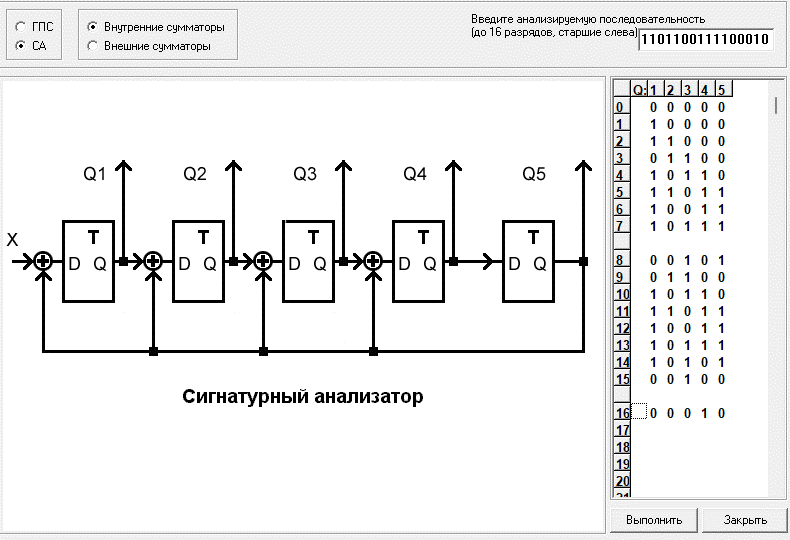 ГПС
СА
Внутренние сумматоры
Внешние сумматоры
Введите анализируемую последовательность
(до 16 разрядов, старшие слева)
1101100111100010
Q1 Q2 Q3 Q4 Q5
X
T T T T T
D Q D Q D Q D Q D Q
Сигнатурный анализатор
Q: 1 2 3 4 5
0 0 0 0 0 0
1 1 0 0 0 0
2 1 1 0 0 0
3 0 1 1 0 0
4 1 0 1 1 0
5 1 1 0 1 1
6 1 0 0 1 1
7 1 0 1 1 1
8 0 0 1 0 1
9 0 1 1 0 0
10 1 0 1 1 0
11 1 1 0 1 1
12 1 0 0 1 1
13 1 0 1 1 1
14 1 0 1 0 1
15 0 0 1 0 0
16 0 0 0 1 0
17
18
19
20
21
Выполнить
Закрыть